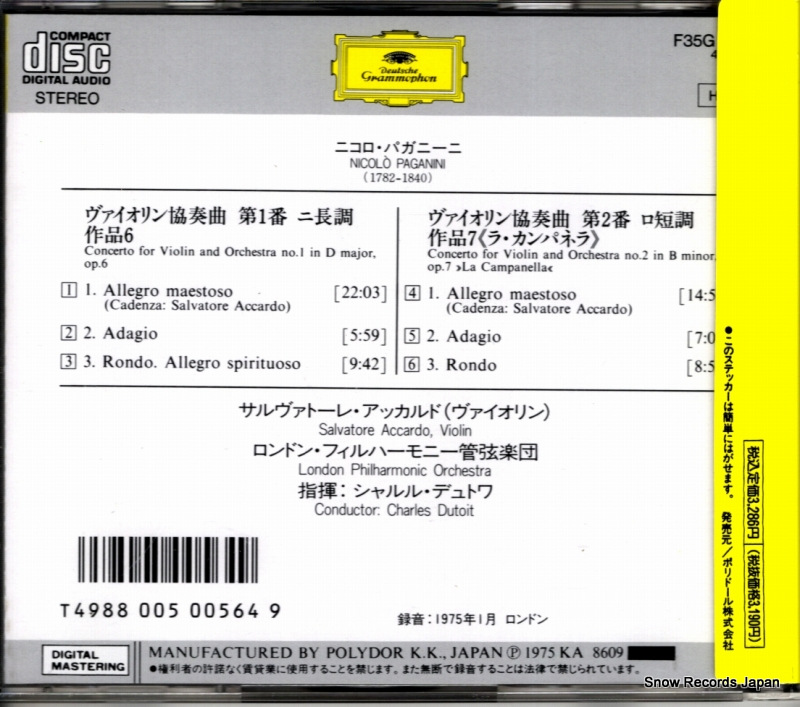 COMPACT
disc
DIGITAL AUDIO
STEREO
Deutsche
Grammophon
F35G
4
H
ニコロ・パガニーニ
NICOLÒ PAGANINI
(1782-1840)
ヴァイオリン協奏曲 第1番 ニ長調
作品6
Concerto for Violin and Orchestra no.1 in D major,
op.6
1 1. Allegro maestoso [22:03]
(Cadenza: Salvatore Accardo)
2 2. Adagio [5:59]
3 3. Rondo. Allegro spirituoso [9:42]
ヴァイオリン協奏曲 第2番 ロ短調
作品7《ラ・カンパネラ》
Concerto for Violin and Orchestra no.2 in B minor,
op.7 »La Campanella«
4 1. Allegro maestoso [14:5
(Cadenza: Salvatore Accardo)
5 2. Adagio [7:0
6 3. Rondo [8:5
サルヴァトーレ・アッカルド(ヴァイオリン)
Salvatore Accardo, Violin
ロンドン・フィルハーモニー管弦楽団
London Philharmonic Orchestra
指揮：シャルル・デュトワ
Conductor: Charles Dutoit
T4988 005 00564 9
録音：1975年1月 ロンドン
DIGITAL
MASTERING
MANUFACTURED BY POLYDOR K.K., JAPAN Ⓟ 1975 KA 8609
●権利者の許諾なく賃貸業に使用することを禁じます。また無断で録音することは法律で禁じられています。
●このステッカーは簡単にはがせます。 発売元／ポリドール株式会社
税込定価3,286円 (税抜価格3,190円)
Snow Records Japan